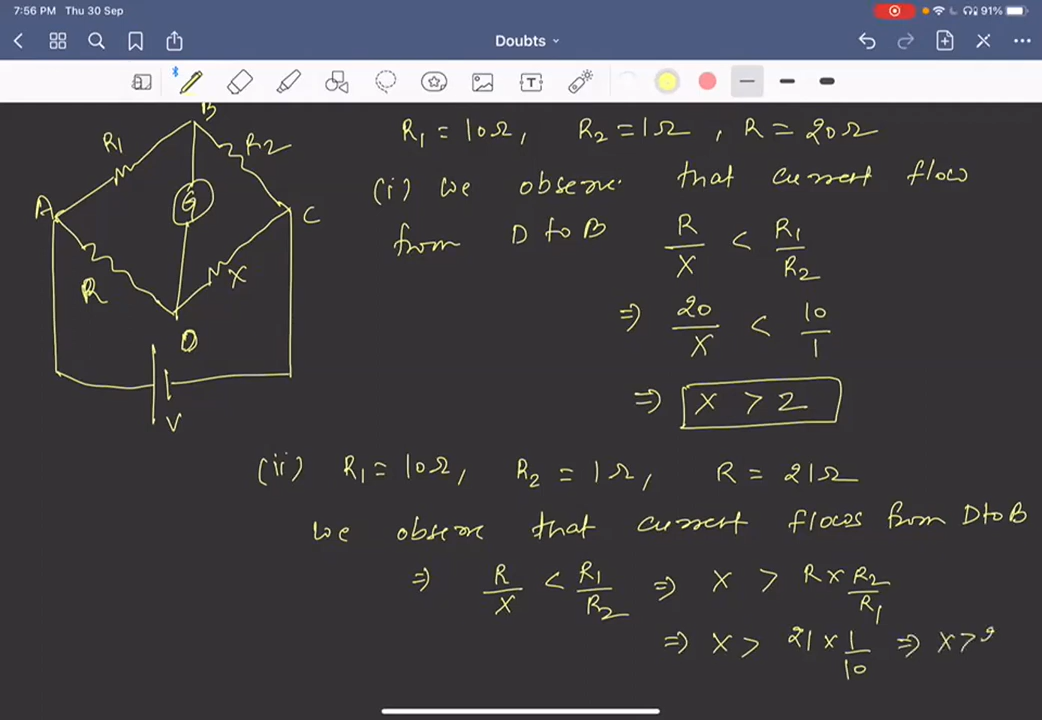 7:56 PM Thu 30 Sep
91%
Doubts
B
R1
R2
A
G
C
R
X
D
V
R1 = 10Ω, R2 = 1Ω, R = 20Ω
(i) we observe that current flow
from D to B R/X < R1/R2
⇒ 20/X < 10/1
⇒ X > 2
(ii) R1 = 10Ω, R2 = 1Ω, R = 21Ω
we observe that current flows from D to B
⇒ R/X < R1/R2 ⇒ X > R × R2/R1
⇒ X > 21 × 1/10 ⇒ X >